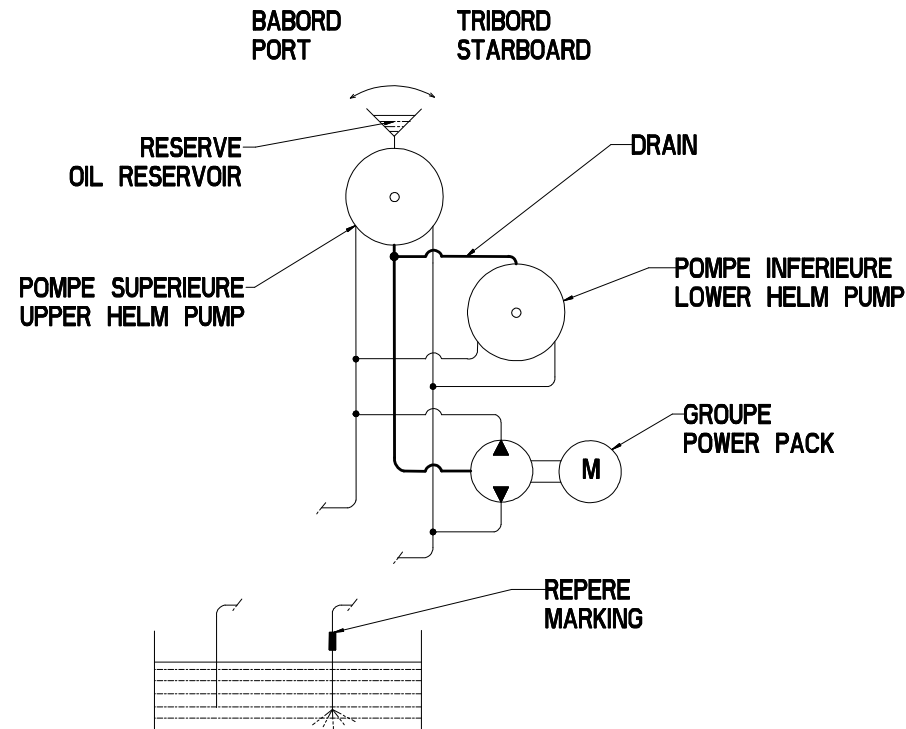 BABORD
PORT
TRIBORD
STARBOARD
RESERVE
OIL RESERVOIR
DRAIN
POMPE SUPERIEURE
UPPER HELM PUMP
POMPE INFERIEURE
LOWER HELM PUMP
GROUPE
POWER PACK
M
REPERE
MARKING